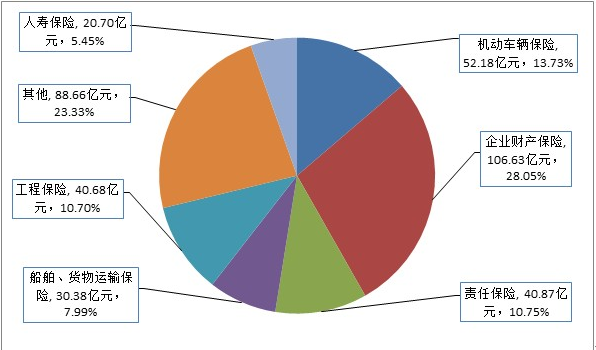 人寿保险, 20.70亿
元，5.45%
机动车辆保险,
52.18亿元，13.73%
其他, 88.66亿元，
23.33%
企业财产保险,
106.63亿元，
28.05%
工程保险, 40.68亿
元，10.70%
船舶、货物运输保
险, 30.38亿元，
7.99%
责任保险, 40.87亿
元，10.75%